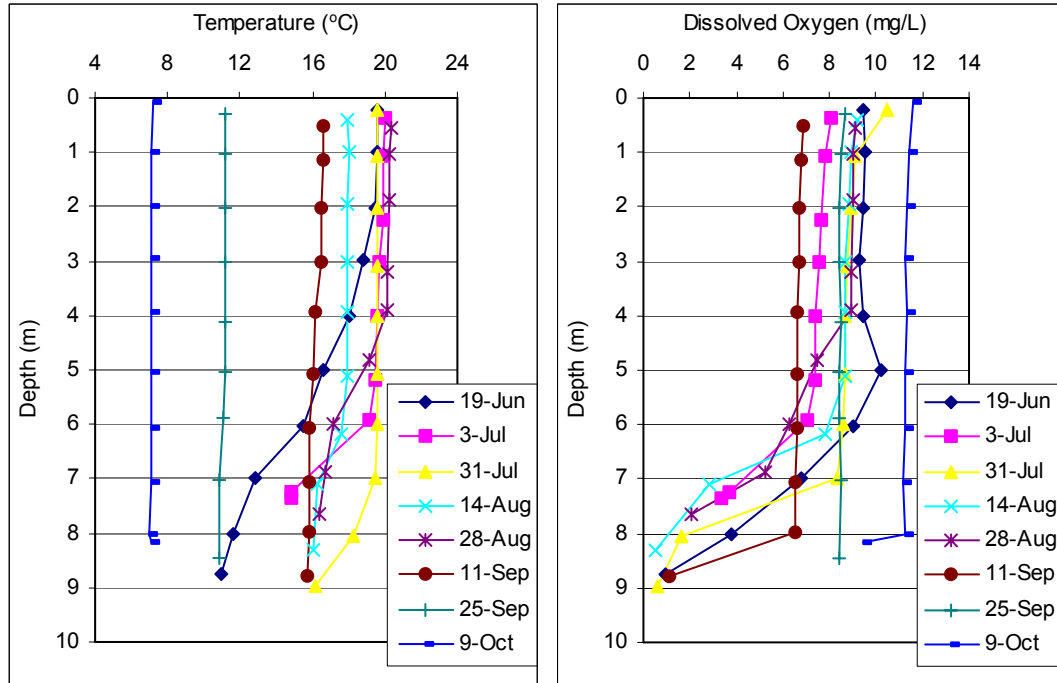 Temperature (ºC)
4 8 12 16 20 24
0
1
2
3
4
5
6
7
8
9
10
Depth (m)
19-Jun
3-Jul
31-Jul
14-Aug
28-Aug
11-Sep
25-Sep
9-Oct
Dissolved Oxygen (mg/L)
0 2 4 6 8 10 12 14
0
1
2
3
4
5
6
7
8
9
10
Depth (m)
19-Jun
3-Jul
31-Jul
14-Aug
28-Aug
11-Sep
25-Sep
9-Oct